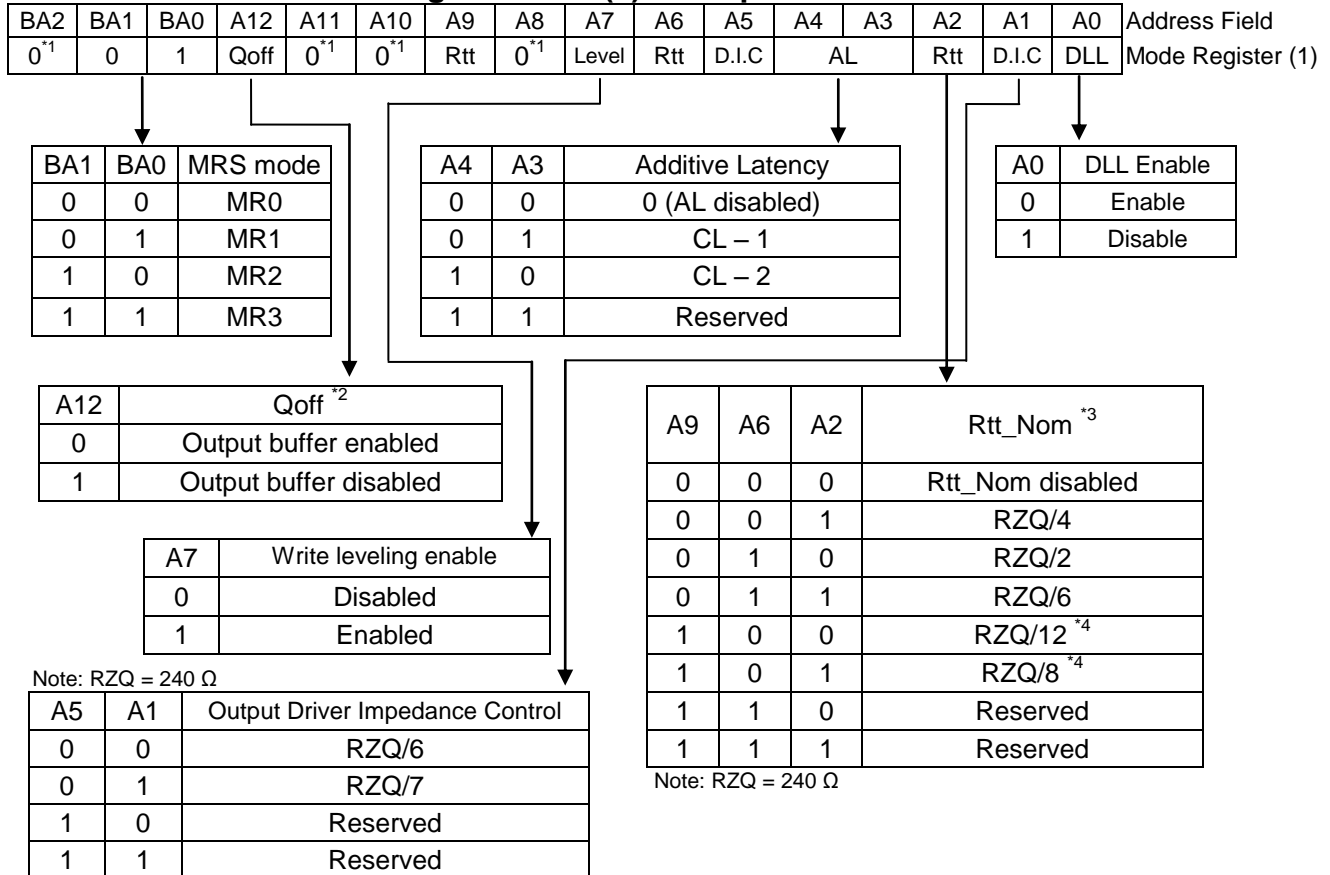 BA2 BA1 BA0 A12 A11 A10 A9 A8 A7 A6 A5 A4 A3 A2 A1 A0 Address Field
0*1 0 1 Qoff 0*1 0*1 Rtt 0*1 Level Rtt D.I.C AL Rtt D.I.C DLL Mode Register (1)
BA1 BA0 MRS mode
0 0 MR0
0 1 MR1
1 0 MR2
1 1 MR3
A4 A3 Additive Latency
0 0 0 (AL disabled)
0 1 CL – 1
1 0 CL – 2
1 1 Reserved
A0 DLL Enable
0 Enable
1 Disable
A12 Qoff *2
0 Output buffer enabled
1 Output buffer disabled
A9 A6 A2 Rtt_Nom *3
0 0 0 Rtt_Nom disabled
0 0 1 RZQ/4
0 1 0 RZQ/2
0 1 1 RZQ/6
1 0 0 RZQ/12 *4
1 0 1 RZQ/8 *4
1 1 0 Reserved
1 1 1 Reserved
Note: RZQ = 240 Ω
A7 Write leveling enable
0 Disabled
1 Enabled
Note: RZQ = 240 Ω
A5 A1 Output Driver Impedance Control
0 0 RZQ/6
0 1 RZQ/7
1 0 Reserved
1 1 Reserved